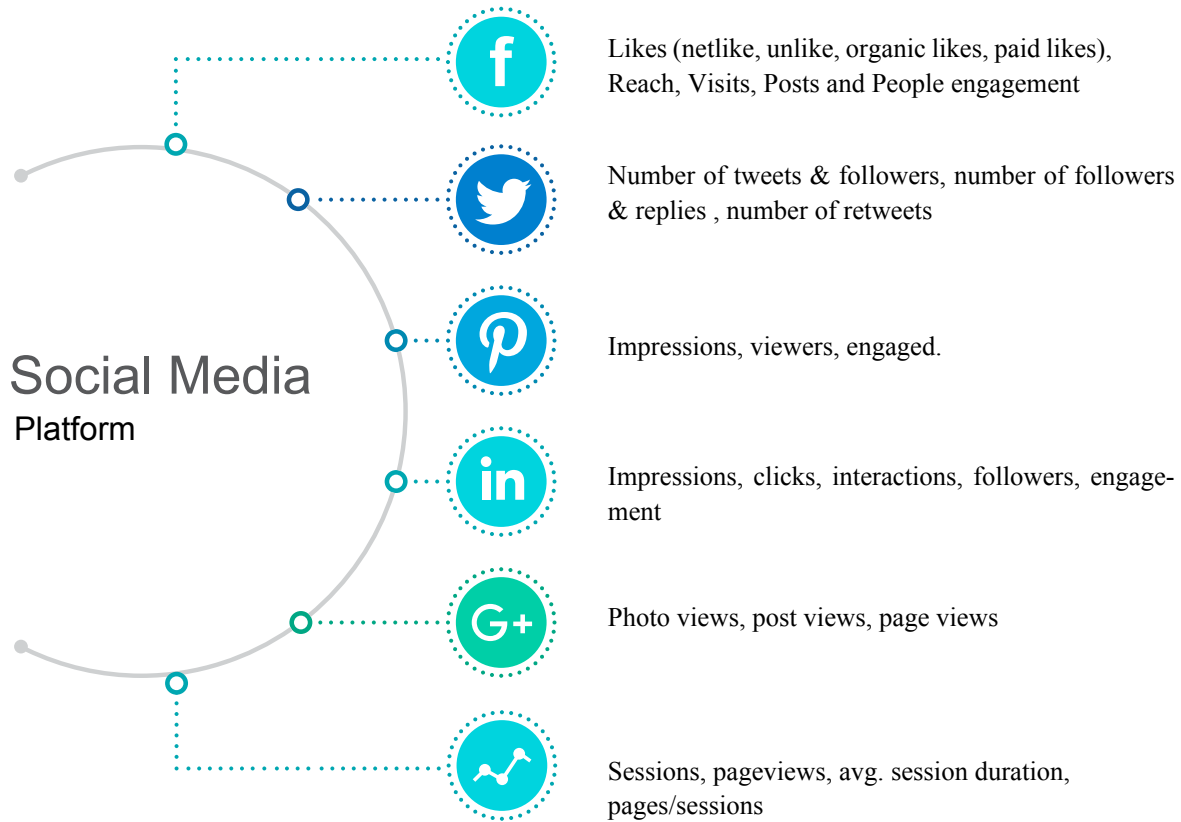 Likes (netlike, unlike, organic likes, paid likes),
Reach, Visits, Posts and People engagement
Number of tweets & followers, number of followers
& replies , number of retweets
Social Media
Platform
Impressions, viewers, engaged.
in
Impressions, clicks, interactions, followers, engage-
ment
G+
Photo views, post views, page views
Sessions, pageviews, avg. session duration,
pages/sessions